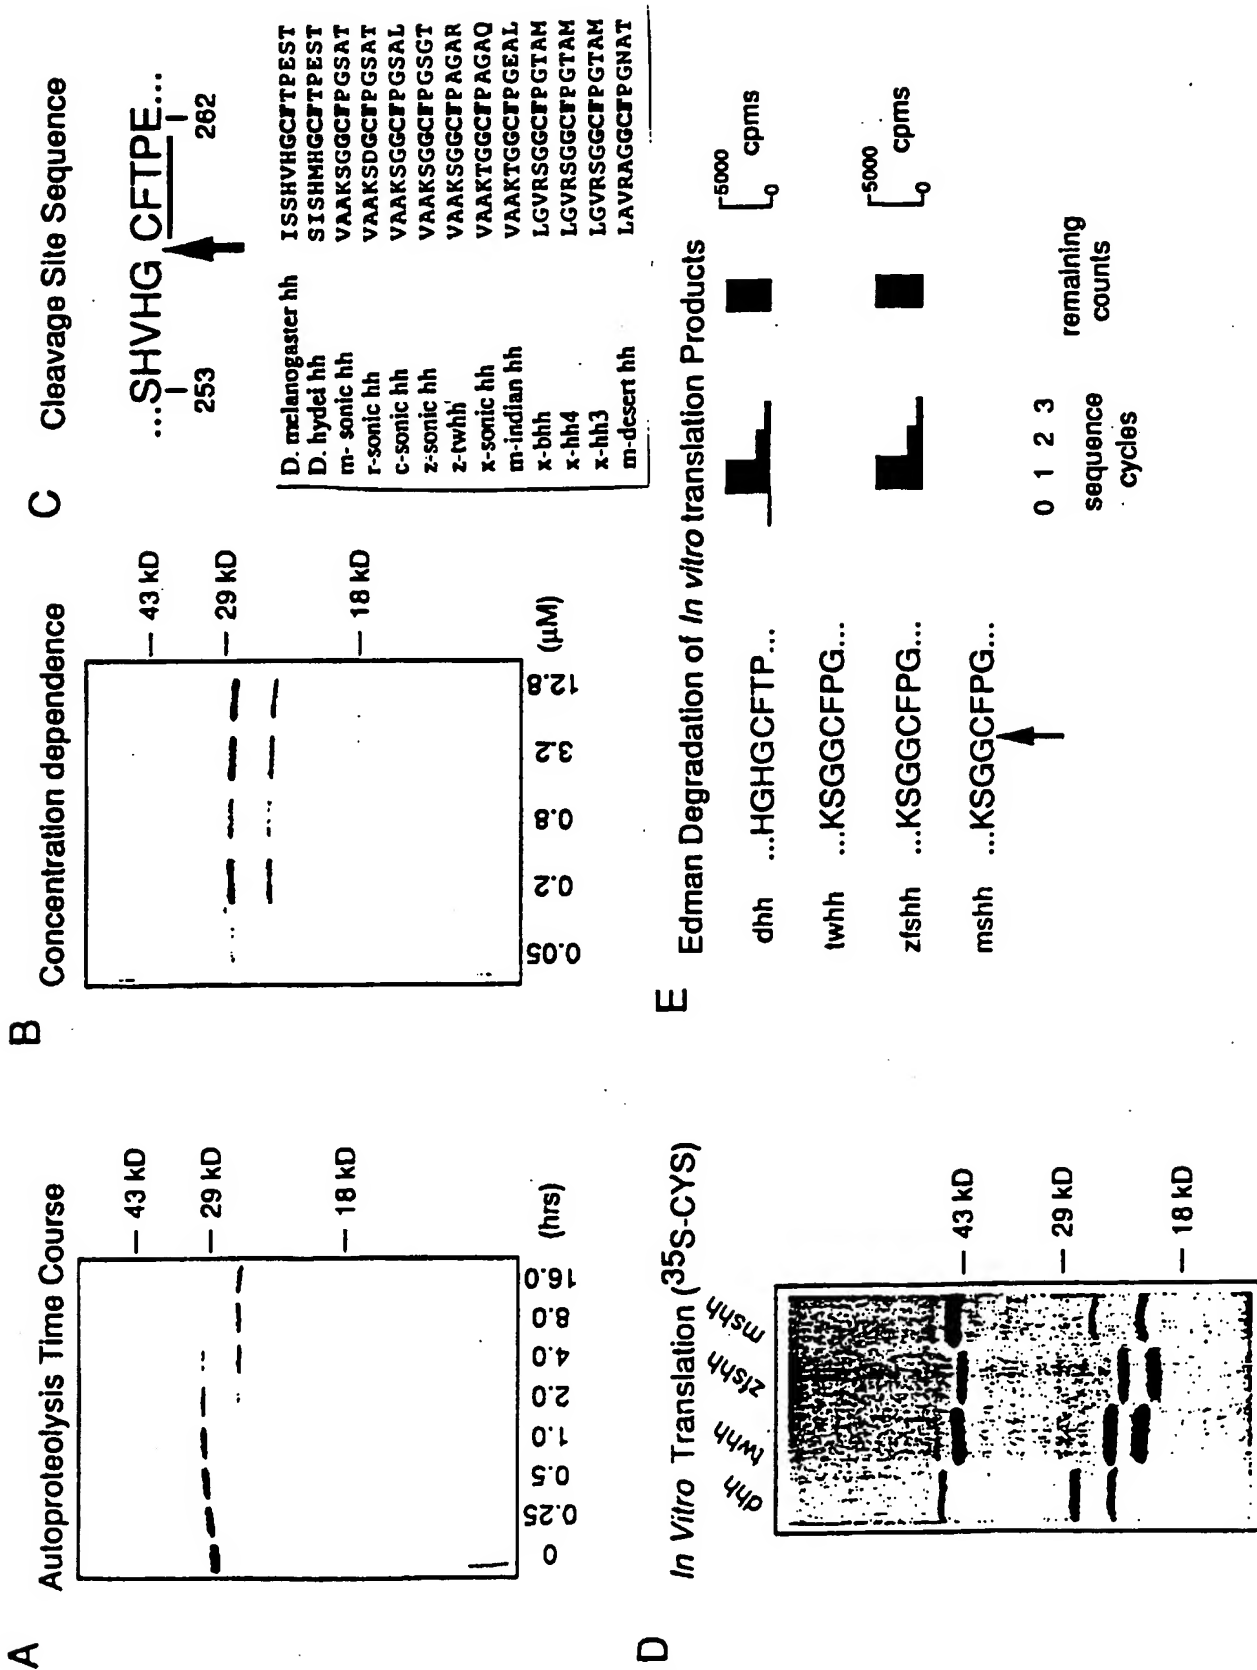 A
Autoproteolysis Time Course
43 kD
29 kD
18 kD
0 0.25 0.5 1.0 2.0 4.0 8.0 16.0 (hrs)
B
Concentration dependence
43 kD
29 kD
18 kD
0.05 0.2 0.8 3.2 12.8 (µM)
C
Cleavage Site Sequence
...SHVHG CFTPE...
253 262
D. melanogaster hh ISSHVHGCFTPEST
D. hydei hh SISHMHGCFTPEST
m- sonic hh VAAKSGGCFPGSAT
r-sonic hh VAAKSDGCFPGSAT
c-sonic hh VAAKSGGCFPGSAL
z-sonic hh VAAKSGGCFPGSGT
z-twhh VAAKSGGCFPAGAR
x-sonic hh VAAKTGGCFPAGAQ
m-indian hh VAAKTGGCFPGEAL
x-bhh LGVRSGGCFPGTAM
x-hh4 LGVRSGGCFPGTAM
x-hh3 LGVRSGGCFPGTAM
m-desert hh LAVRAGGCFPGNAT
D
In Vitro Translation (35S-CYS)
dhh twhh zfshh mshh
43 kD
29 kD
18 kD
E
Edman Degradation of In vitro translation Products
dhh ...HGHGCFTP...
5000
cpms
0
twhh ...KSGGCFPG...
zfshh ...KSGGCFPG...
5000
cpms
0
mshh ...KSGGCFPG...
0 1 2 3
sequence
cycles
remaining
counts